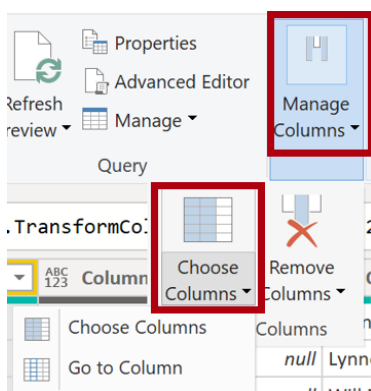 Properties
Advanced Editor
Refresh
review
Manage
Query
Manage
Columns
.TransformCol
ABC
123 Column
Choose
Columns
Remove
Columns
Choose Columns
Columns
Go to Column
null Lynn